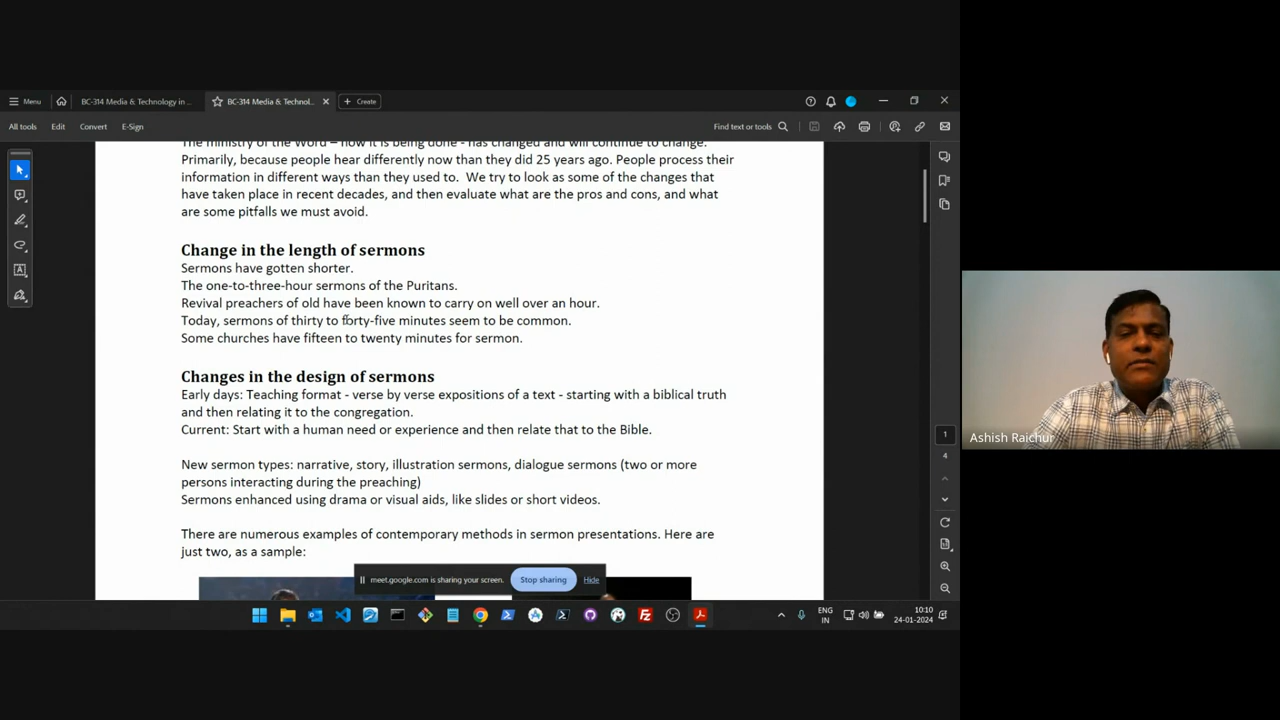 Menu
BC-314 Media & Technology in ...
BC-314 Media & Technol...
Create
All tools
Edit
Convert
E-Sign
Find text or tools
The ministry of the Word – how it is being done - has changed and will continue to change.
Primarily, because people hear differently now than they did 25 years ago. People process their
information in different ways than they used to.  We try to look as some of the changes that
have taken place in recent decades, and then evaluate what are the pros and cons, and what
are some pitfalls we must avoid.
Change in the length of sermons
Sermons have gotten shorter.
The one-to-three-hour sermons of the Puritans.
Revival preachers of old have been known to carry on well over an hour.
Today, sermons of thirty to forty-five minutes seem to be common.
Some churches have fifteen to twenty minutes for sermon.
Changes in the design of sermons
Early days: Teaching format - verse by verse expositions of a text - starting with a biblical truth
and then relating it to the congregation.
Current: Start with a human need or experience and then relate that to the Bible.
New sermon types: narrative, story, illustration sermons, dialogue sermons (two or more
persons interacting during the preaching)
Sermons enhanced using drama or visual aids, like slides or short videos.
There are numerous examples of contemporary methods in sermon presentations. Here are
just two, as a sample:
1
4
Ashish Raichur
meet.google.com is sharing your screen.
Stop sharing
Hide
ENG
IN
10:10
24-01-2024